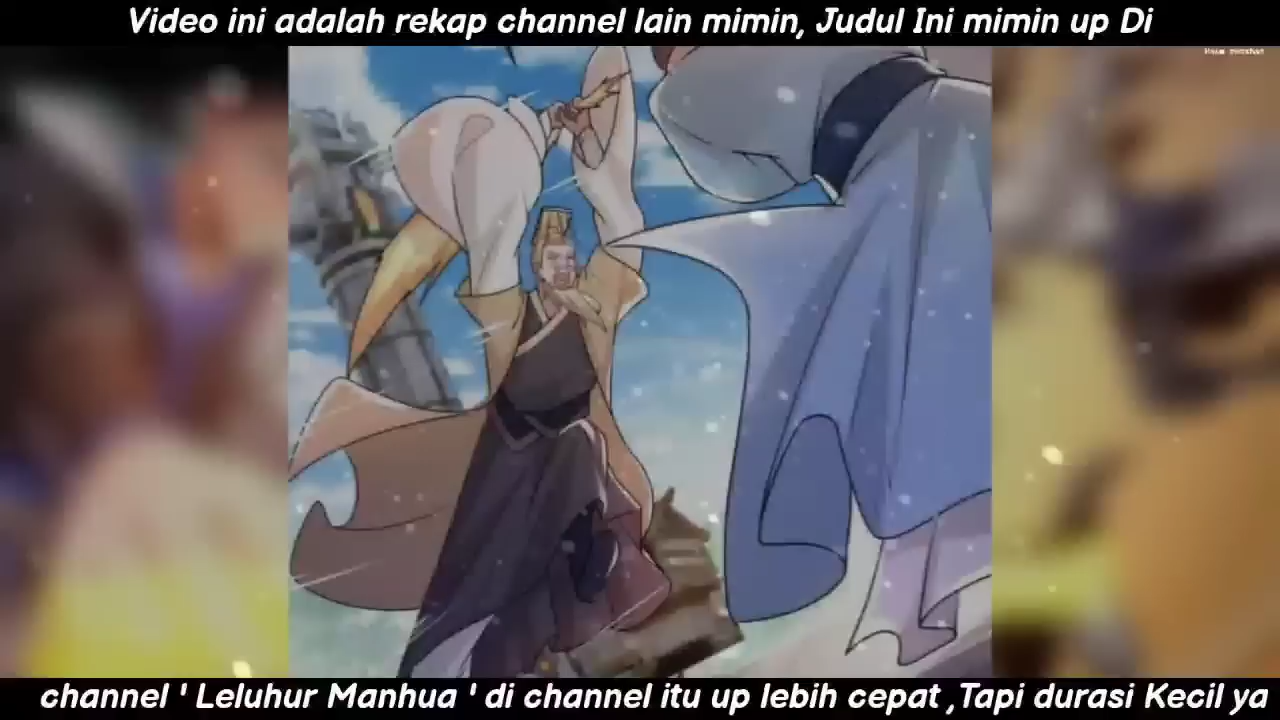 Video ini adalah rekap channel lain mimin, Judul Ini mimin up Di
channel ' Leluhur Manhua ' di channel itu up lebih cepat ,Tapi durasi Kecil ya